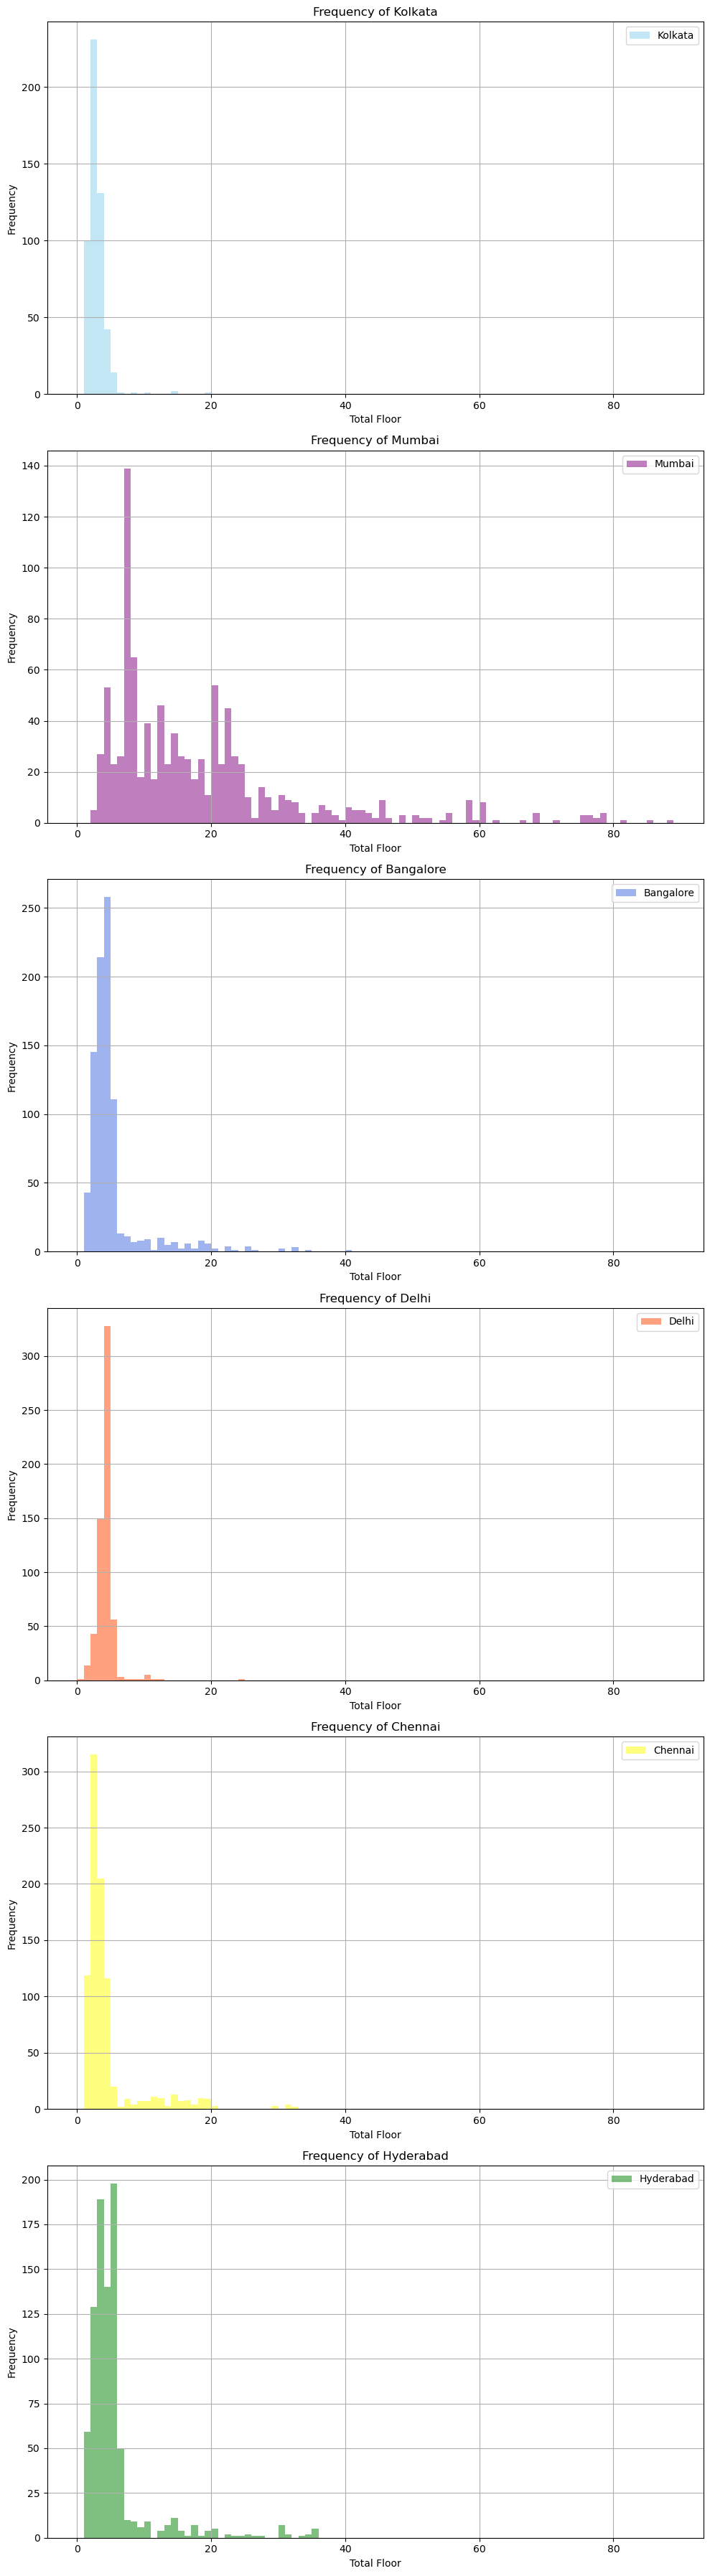 Frequency of Kolkata
Kolkata
200
150
100
50
0
Frequency
0 20 40 60 80
Total Floor
Frequency of Mumbai
Mumbai
140
120
100
80
60
40
20
0
Frequency
0 20 40 60 80
Total Floor
Frequency of Bangalore
Bangalore
250
200
150
100
50
0
Frequency
0 20 40 60 80
Total Floor
Frequency of Delhi
Delhi
300
250
200
150
100
50
0
Frequency
0 20 40 60 80
Total Floor
Frequency of Chennai
Chennai
300
250
200
150
100
50
0
Frequency
0 20 40 60 80
Total Floor
Frequency of Hyderabad
Hyderabad
200
175
150
125
100
75
50
25
0
Frequency
0 20 40 60 80
Total Floor